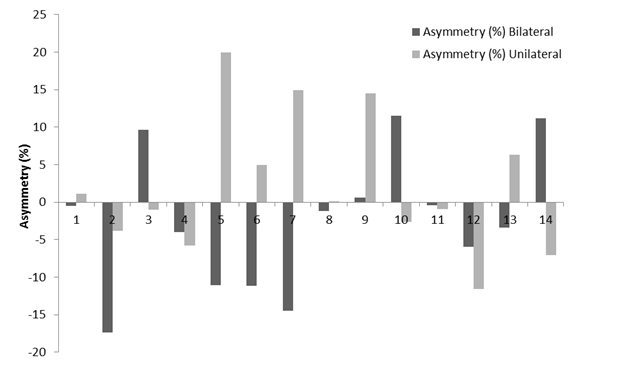 25
Asymmetry (%) Bilateral
20
Asymmetry (%) Unilateral
15
10
5
0
-5
-10
-15
-20
Asymmetry (%)
1 2 3 4 5 6 7 8 9 10 11 12 13 14